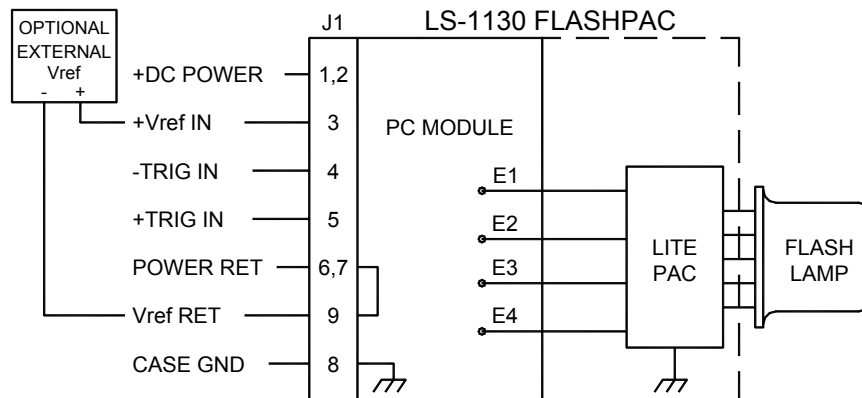 J1
LS-1130 FLASHPAC
OPTIONAL
EXTERNAL
Vref
- +
+DC POWER 1,2
+Vref IN 3
PC MODULE
-TRIG IN 4
+TRIG IN 5
POWER RET 6,7
Vref RET 9
CASE GND 8
E1
E2
E3
E4
LITE
PAC
FLASH
LAMP